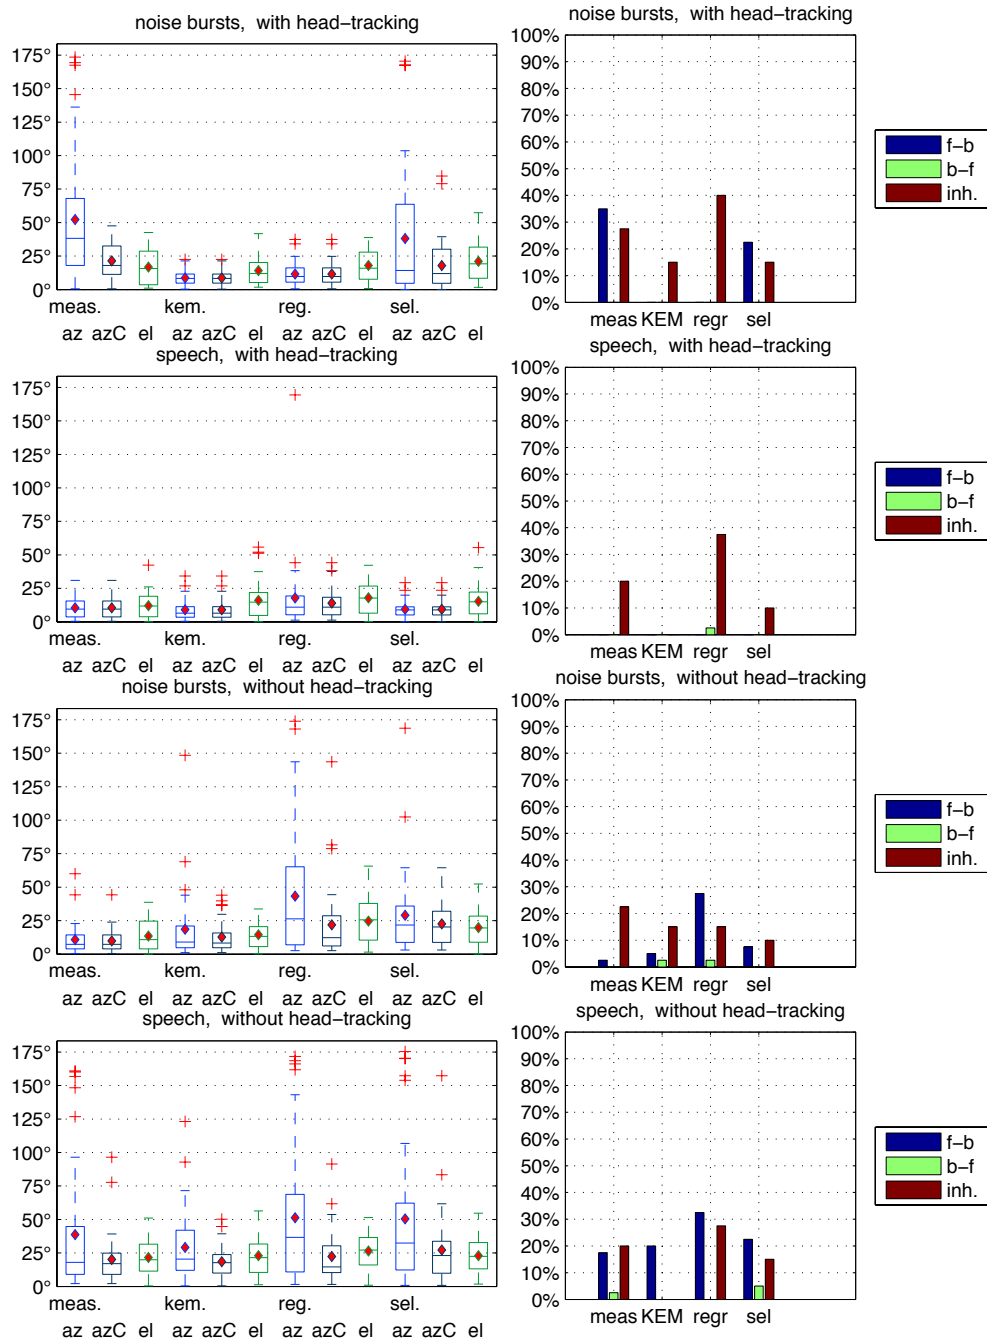 noise bursts, with head-tracking
175°
150°
125°
100°
75°
50°
25°
0°
meas. kem. reg. sel.
az azC el az azC el az azC el az azC el
noise bursts, with head-tracking
100%
90%
80%
70%
60%
50%
40%
30%
20%
10%
0%
meas KEM regr sel
f-b
b-f
inh.
speech, with head-tracking
175°
150°
125°
100°
75°
50°
25°
0°
meas. kem. reg. sel.
az azC el az azC el az azC el az azC el
speech, with head-tracking
100%
90%
80%
70%
60%
50%
40%
30%
20%
10%
0%
meas KEM regr sel
f-b
b-f
inh.
noise bursts, without head-tracking
175°
150°
125°
100°
75°
50°
25°
0°
meas. kem. reg. sel.
az azC el az azC el az azC el az azC el
noise bursts, without head-tracking
100%
90%
80%
70%
60%
50%
40%
30%
20%
10%
0%
meas KEM regr sel
f-b
b-f
inh.
speech, without head-tracking
175°
150°
125°
100°
75°
50°
25°
0°
meas. kem. reg. sel.
az azC el az azC el az azC el az azC el
speech, without head-tracking
100%
90%
80%
70%
60%
50%
40%
30%
20%
10%
0%
meas KEM regr sel
f-b
b-f
inh.